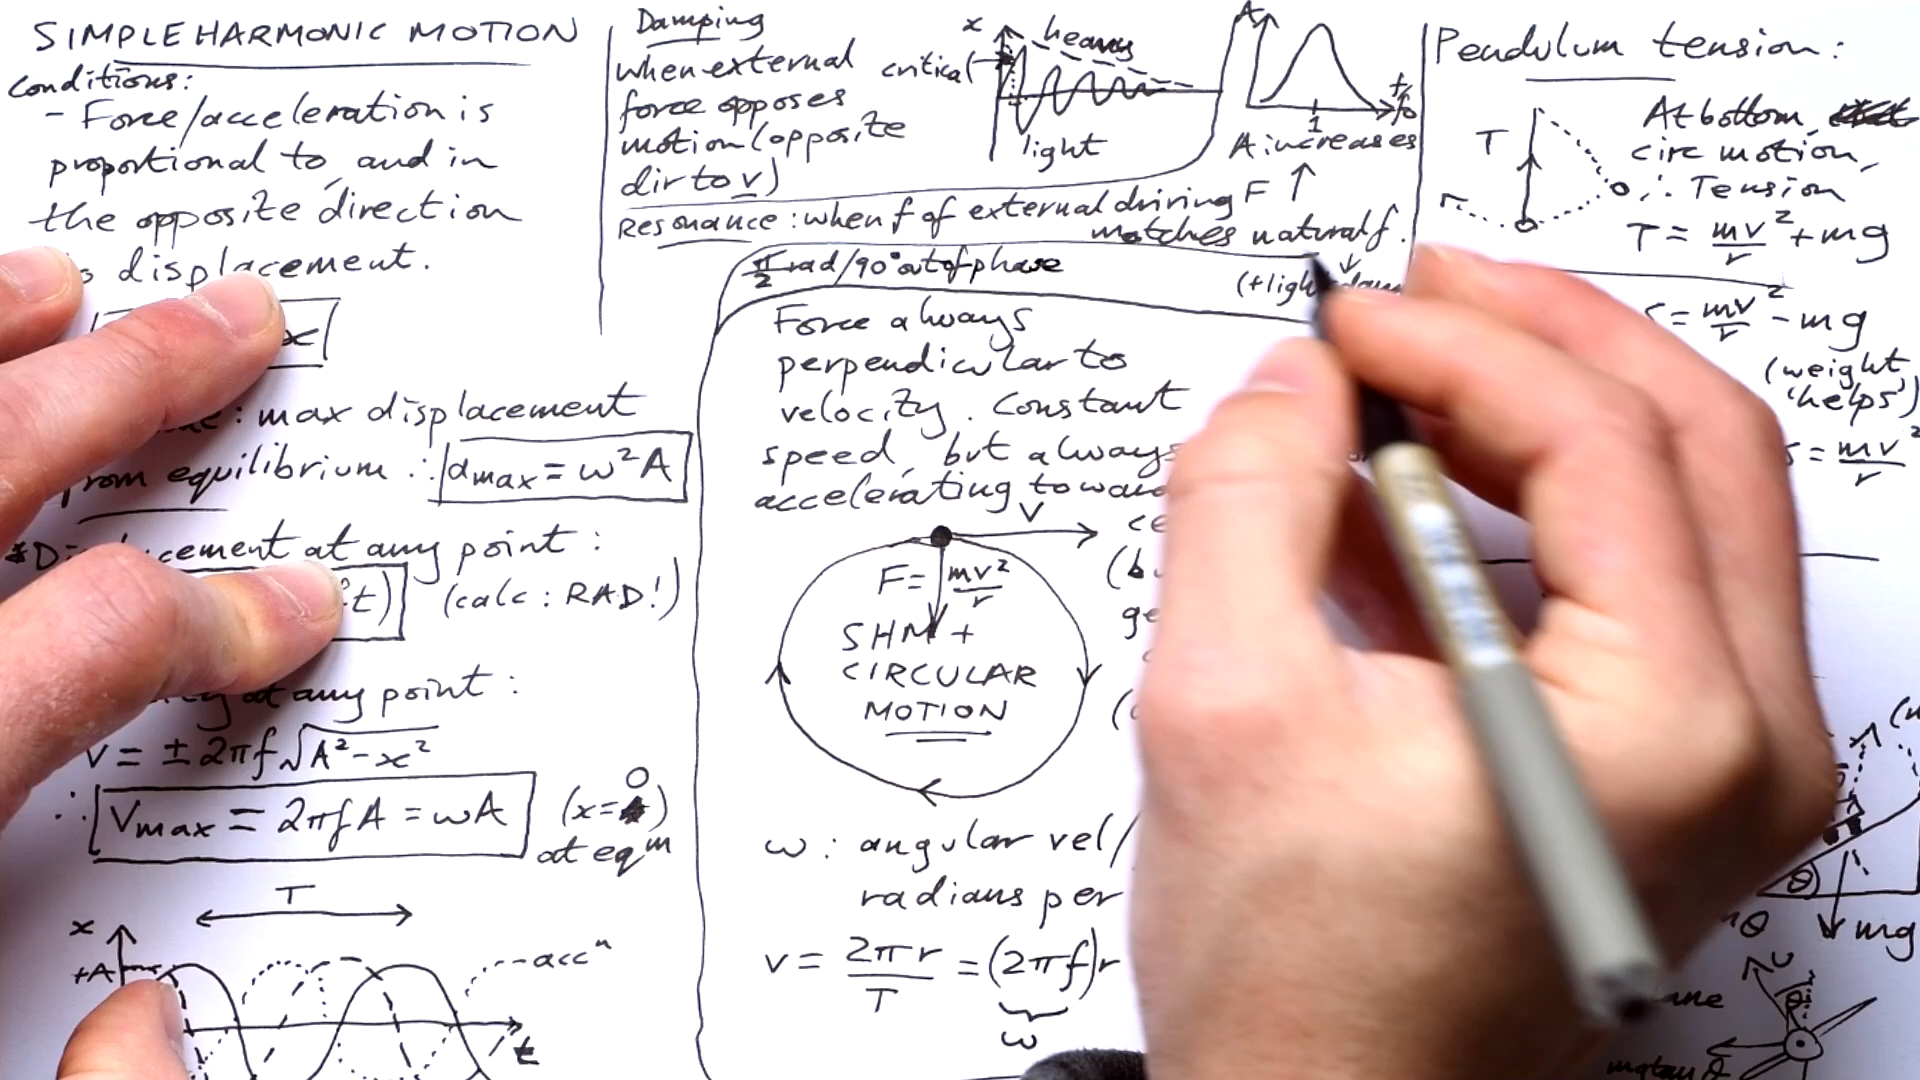 SIMPLE HARMONIC MOTION
conditions:
- Force/acceleration is
proportional to, and in
the opposite direction
displacement.
x
: max displacement
from equilibrium ∴ amax = ω²A
*Displacement at any point:
t) (calc: RAD!)
at any point:
v = ± 2πf√A²-x²
∴ Vmax = 2πfA = ωA (x=0)
at eqm
T
x
+A
accn
t
Damping
when external
force opposes
motion (opposite
dir to v)
x
critical
heavy
light
A
f/f0
1
A increases
Resonance: when f of external driving F ↑
matches natural f.
π/2 rad/90° out of phase
(+light
Force always
perpendicular to
velocity. Constant
speed, but always
accelerating toward
V
F = mv²/r
SHM +
CIRCULAR
MOTION
ω: angular vel/
radians per
v = 2πr/T = (2πf)r
ω
Pendulum tension:
T
At bottom,
circ motion,
∴ Tension
T = mv²/r + mg
= mv²/r - mg
(weight
'helps')
= mv²/r
θ
mg
U
θ
mg tan θ